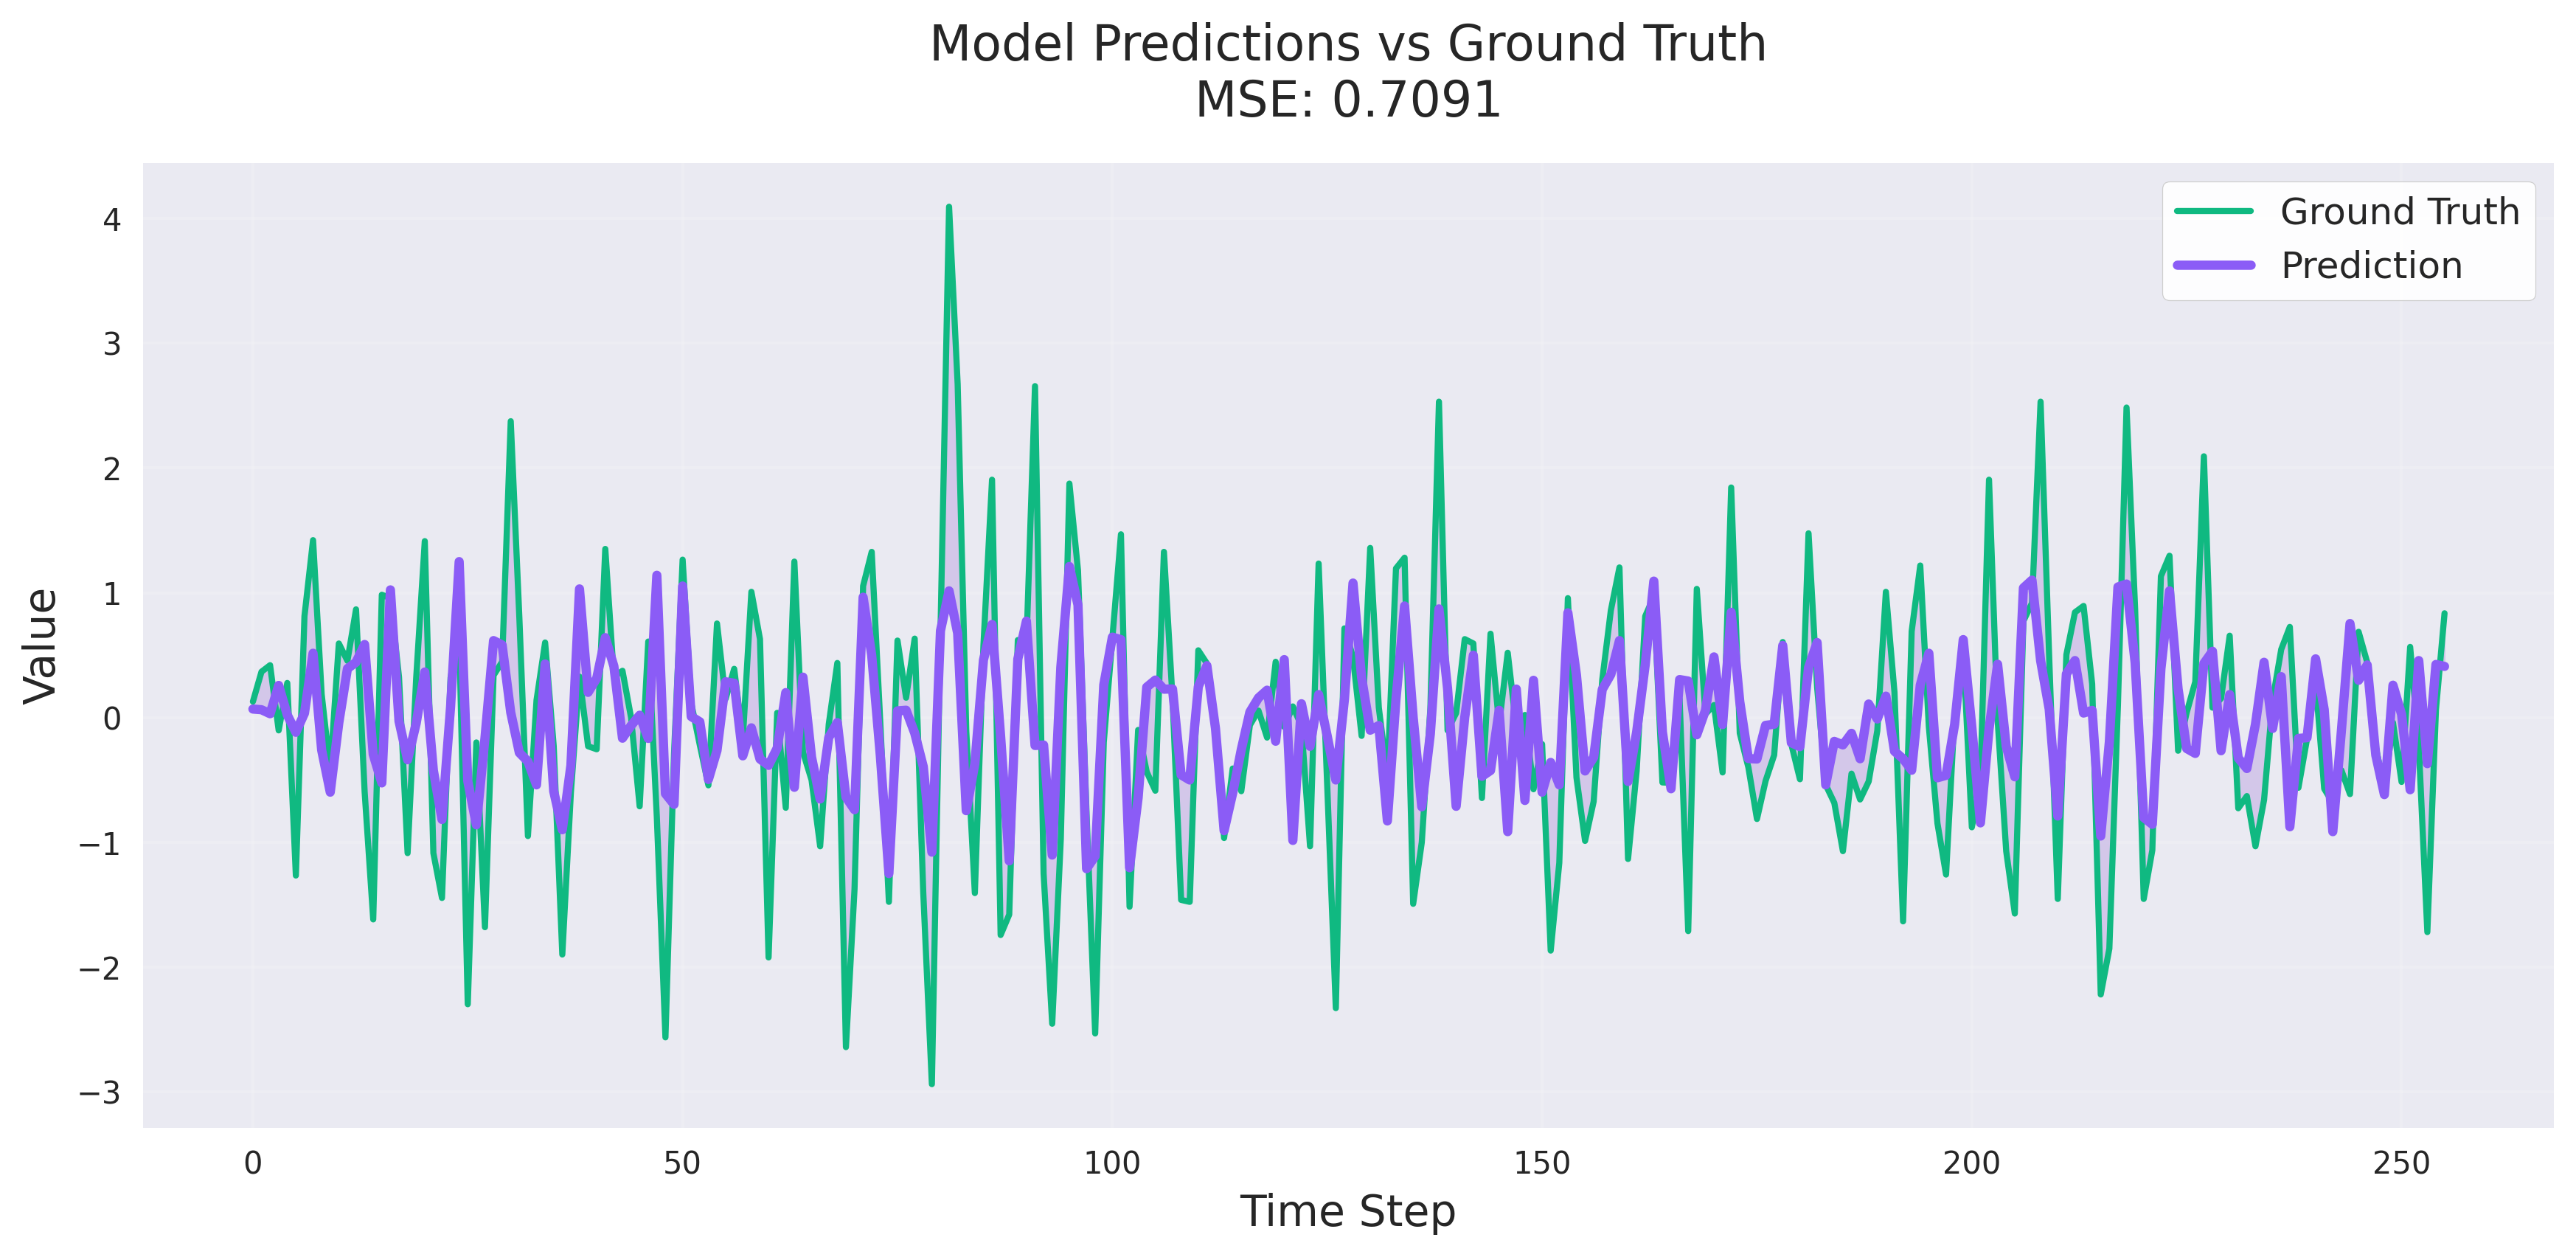 Model Predictions vs Ground Truth
MSE: 0.7091
Ground Truth
Prediction
Value
4
3
2
1
0
−1
−2
−3
0 50 100 150 200 250
Time Step